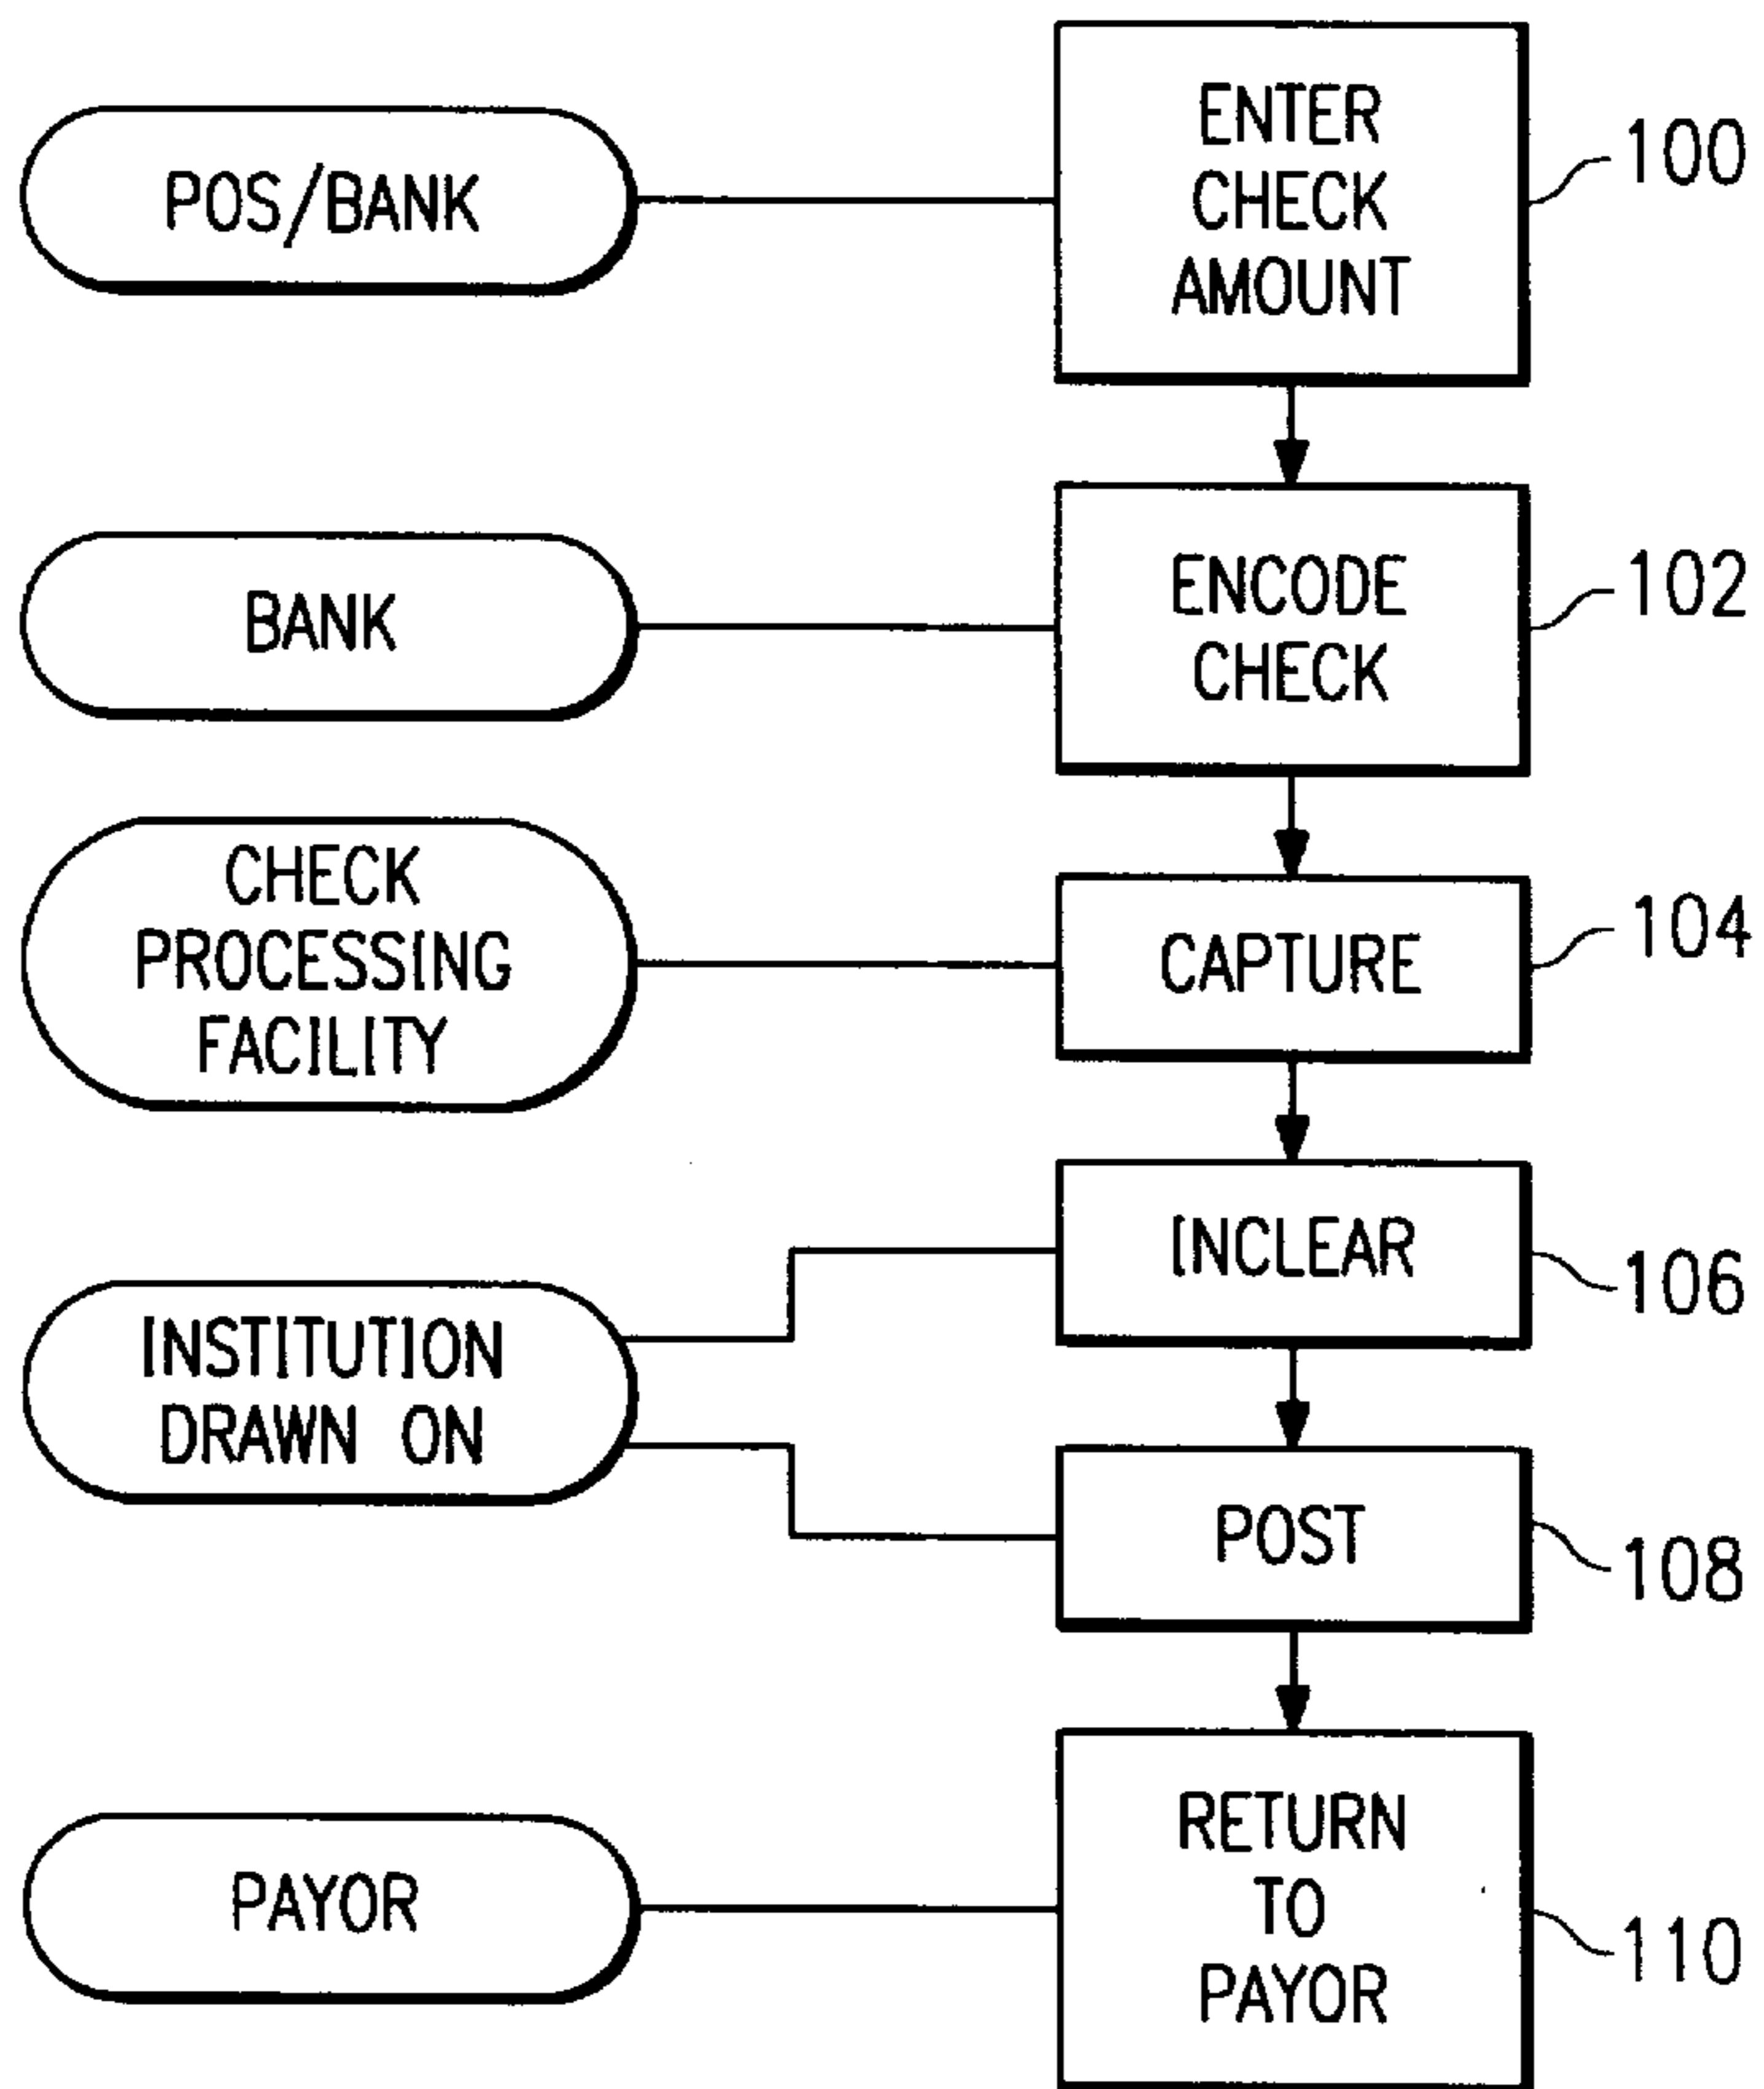 POS/BANK
ENTER
CHECK
AMOUNT
100
BANK
ENCODE
CHECK
102
CHECK
PROCESSING
FACILITY
CAPTURE
104
INSTITUTION
DRAWN ON
INCLEAR
106
POST
108
PAYOR
RETURN
TO
PAYOR
110